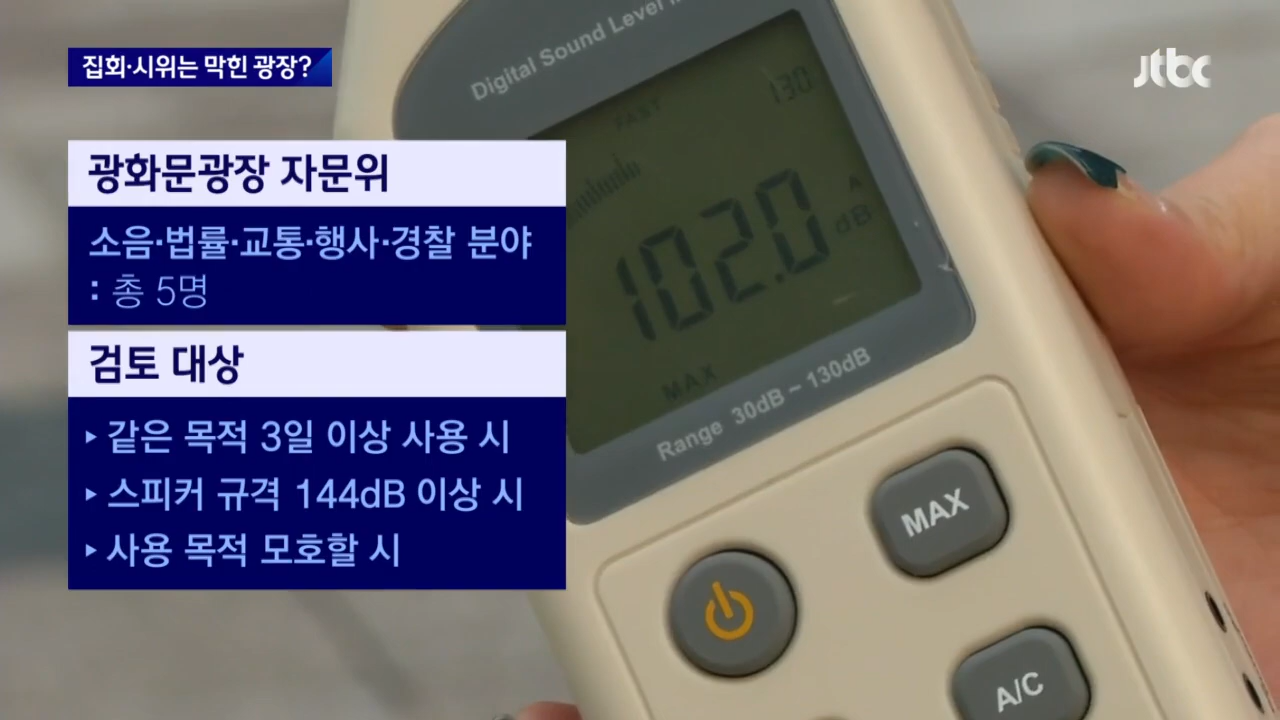 집회·시위는 막힌 광장?
jtbc
광화문광장 자문위
소음·법률·교통·행사·경찰 분야
: 총 5명
검토 대상
▸ 같은 목적 3일 이상 사용 시
▸ 스피커 규격 144dB 이상 시
▸ 사용 목적 모호할 시
Digital Sound Level
FAST
130
102.0
A
dB
MAX
Range 30dB ~ 130dB
MAX
A/C